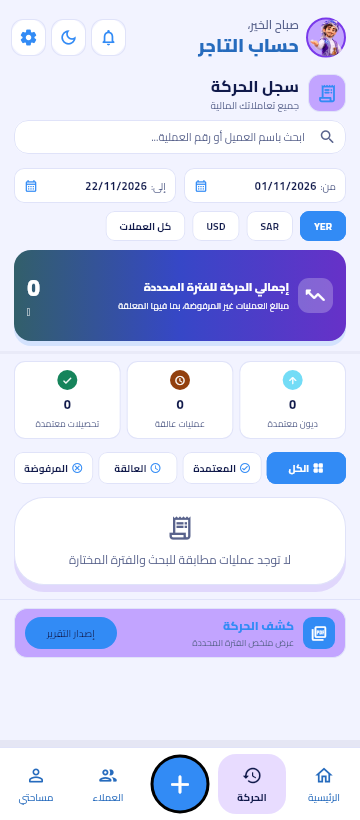 صباح الخير،
حساب التاجر
سجل الحركة
جميع تعاملاتك المالية
ابحث باسم العميل أو رقم العملية...
من: 01/11/2026
إلى: 22/11/2026
YER
SAR
USD
كل العملات
إجمالي الحركة للفترة المحددة
مبالغ العمليات غير المرفوضة، بما فيها المعلقة
0
0
ديون معتمدة
0
عمليات عالقة
0
تحصيلات معتمدة
الكل
المعتمدة
العالقة
المرفوضة
لا توجد عمليات مطابقة للبحث والفترة المختارة
كشف الحركة
عرض ملخص الفترة المحددة
إصدار التقرير
الرئيسية
الحركة
العملاء
مساحتي